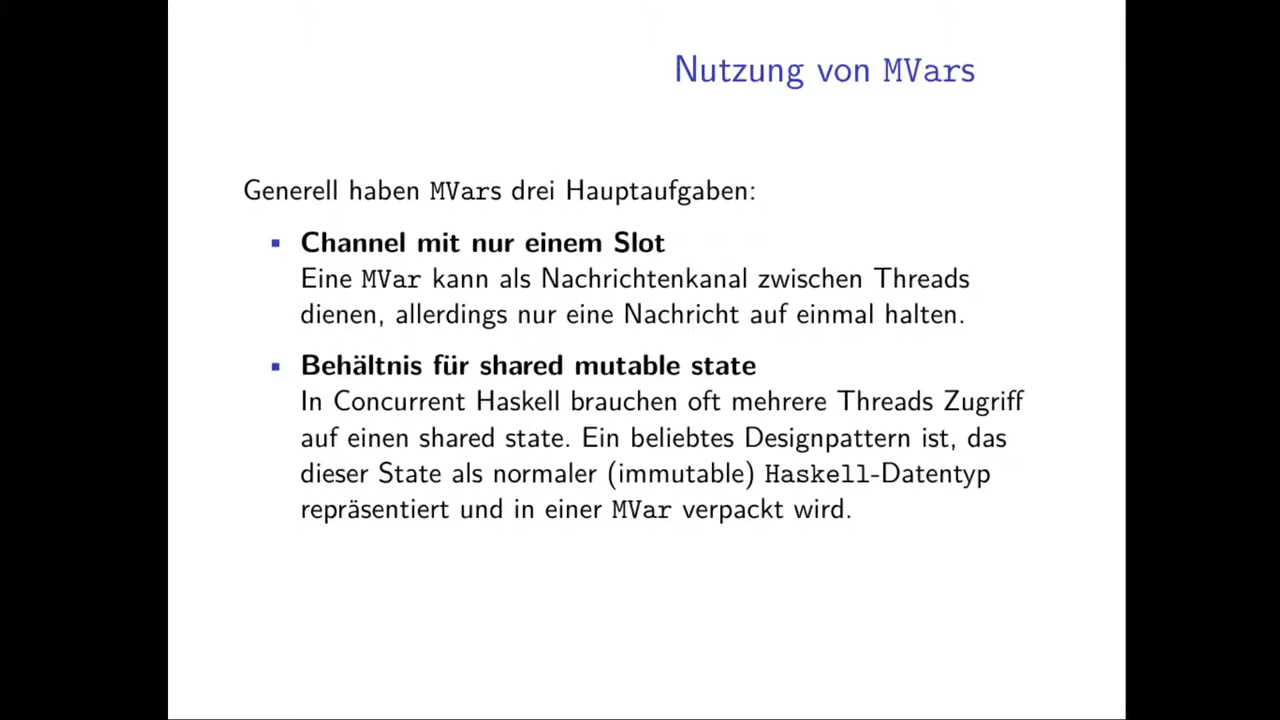 Nutzung von MVars
Generell haben MVars drei Hauptaufgaben:
Channel mit nur einem Slot
Eine MVar kann als Nachrichtenkanal zwischen Threads
dienen, allerdings nur eine Nachricht auf einmal halten.
Behältnis für shared mutable state
In Concurrent Haskell brauchen oft mehrere Threads Zugriff
auf einen shared state. Ein beliebtes Designpattern ist, das
dieser State als normaler (immutable) Haskell-Datentyp
repräsentiert und in einer MVar verpackt wird.